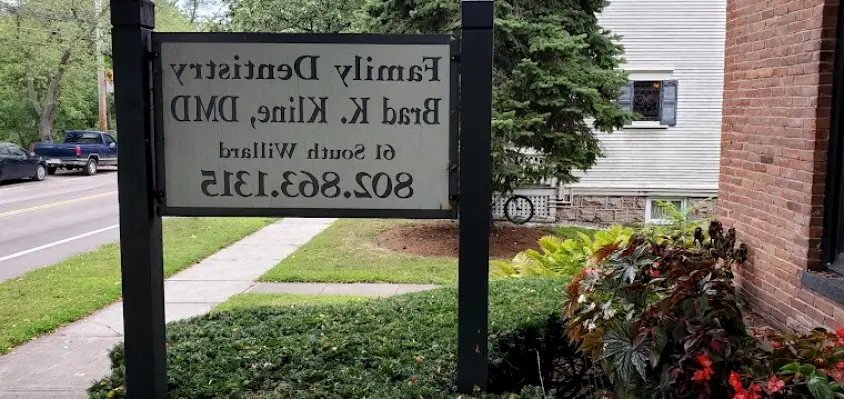 Family Dentistry
Brad K. Kline, DMD
61 South Willard
802.863.1315